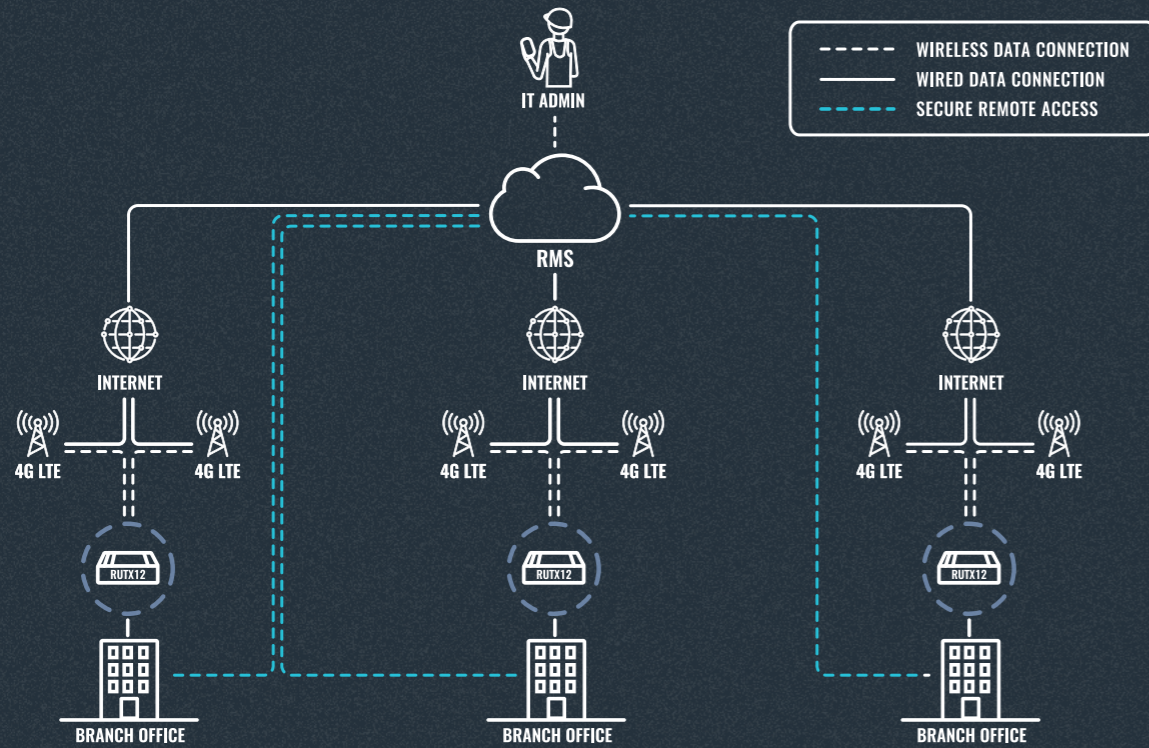 IT ADMIN
WIRELESS DATA CONNECTION
WIRED DATA CONNECTION
SECURE REMOTE ACCESS
RMS
INTERNET
INTERNET
INTERNET
4G LTE
4G LTE
4G LTE
4G LTE
4G LTE
4G LTE
RUTX12
RUTX12
RUTX12
BRANCH OFFICE
BRANCH OFFICE
BRANCH OFFICE